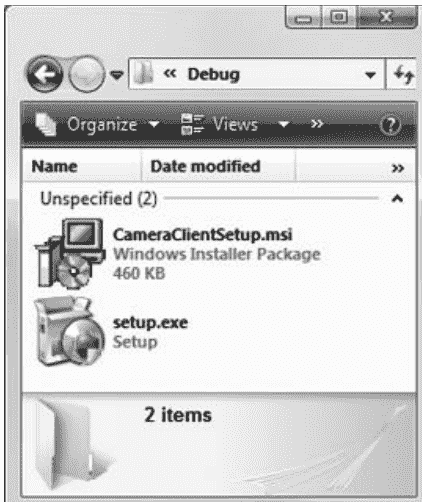 « Debug
Organize Views »
Name Date modified »
Unspecified (2)
CameraClientSetup.msi
Windows Installer Package
460 KB
setup.exe
Setup
2 items